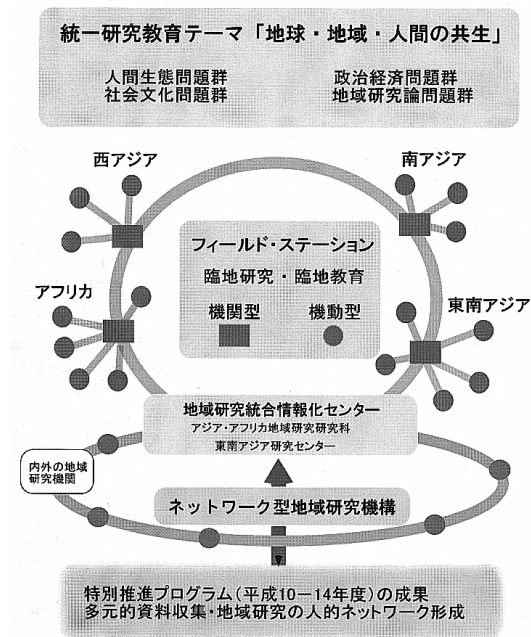 統一研究教育テーマ「地球・地域・人間の共生」
人間生態問題群
社会文化問題群
政治経済問題群
地域研究論問題群
西アジア
南アジア
フィールド・ステーション
臨地研究・臨地教育
機関型
機動型
アフリカ
東南アジア
地域研究統合情報化センター
アジア・アフリカ地域研究研究科
東南アジア研究センター
内外の地域
研究機関
ネットワーク型地域研究機構
特別推進プログラム(平成10－14年度)の成果
多元的資料収集・地域研究の人的ネットワーク形成